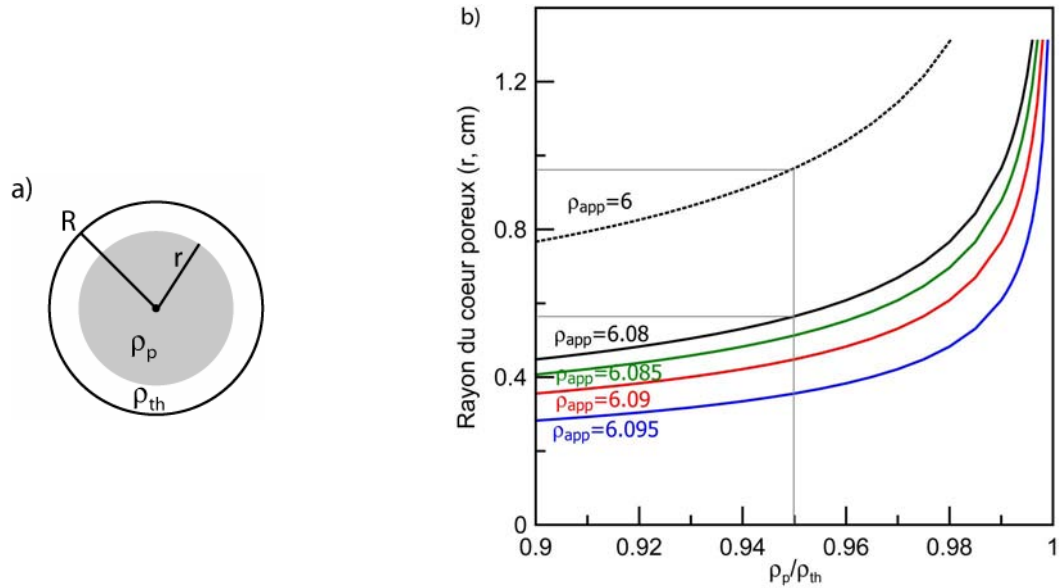 a)
R
r
ρp
ρth
b)
Rayon du coeur poreux (r, cm)
1.2
0.8
0.4
0
ρapp=6
ρapp=6.08
ρapp=6.085
ρapp=6.09
ρapp=6.095
0.9
0.92
0.94
0.96
0.98
1
ρp/ρth